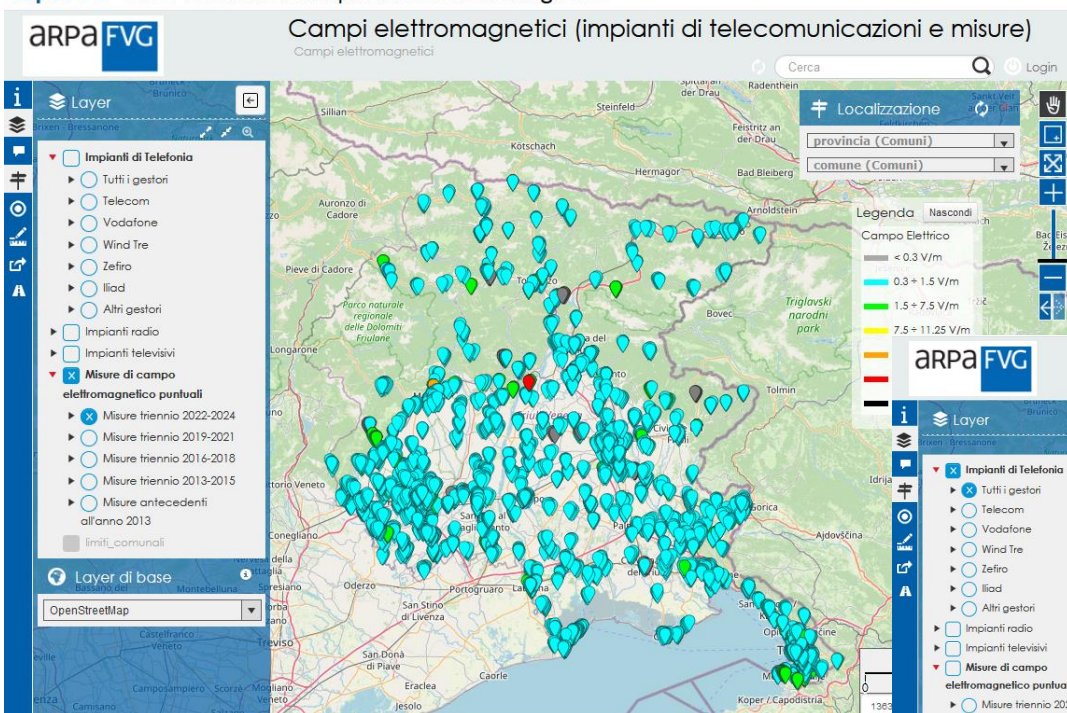 arpa FVG
Campi elettromagnetici (impianti di telecomunicazioni e misure)
Campi elettromagnetici
Cerca
Login
Layer
Impianti di Telefonia
Tutti i gestori
Telecom
Vodafone
Wind Tre
Zefiro
Iliad
Altri gestori
Impianti radio
Impianti televisivi
Misure di campo
elettromagnetico puntuali
Misure triennio 2022-2024
Misure triennio 2019-2021
Misure triennio 2016-2018
Misure triennio 2013-2015
Misure antecedenti
all'anno 2013
limiti_comunali
Layer di base
OpenStreetMap
Localizzazione
provincia (Comuni)
comune (Comuni)
Legenda
Nascondi
Campo Elettrico
< 0.3 V/m
0.3 ÷ 1.5 V/m
1.5 ÷ 7.5 V/m
7.5 ÷ 11.25 V/m
Sillian
Steinfeld
der Drau
Radenthein
Feistritz an
der Drau
Kötschach
Hermagor
Bad Bleiberg
Arnoldstein
Auronzo di
Cadore
Pieve di Cadore
Parco naturale
regionale
delle Dolomiti
Friulane
Longarone
Bovec
Triglavski
narodni
park
Tolmin
Idrija
Vittorio Veneto
Conegliano
Gorica
Ajdovščina
Oderzo
Portogruaro
San Stino
di Livenza
San Donà
di Piave
Caorle
Eraclea
Jesolo
Treviso
Koper / Capodistria
1363
arpa FVG
Layer
Impianti di Telefonia
Tutti i gestori
Telecom
Vodafone
Wind Tre
Zefiro
Iliad
Altri gestori
Impianti radio
Impianti televisivi
Misure di campo
elettromagnetico puntua
Misure triennio 202